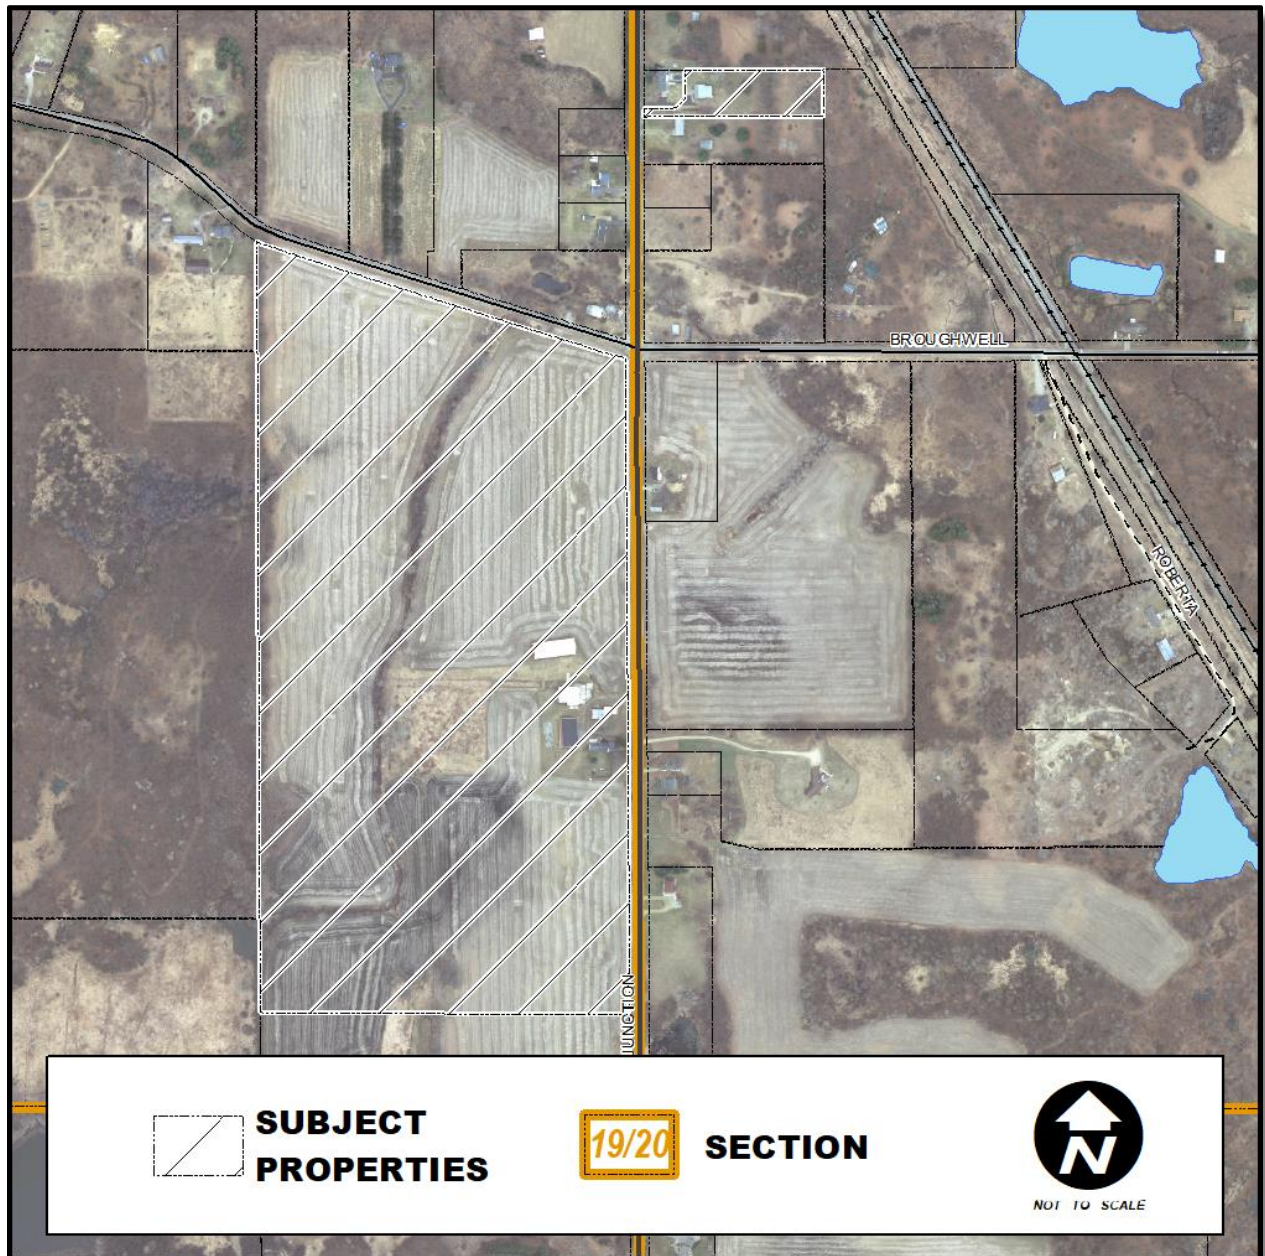 BROUGHWELL
ROBERTA
JUNCTION
SUBJECT
PROPERTIES
19/20
SECTION
N
NOT TO SCALE